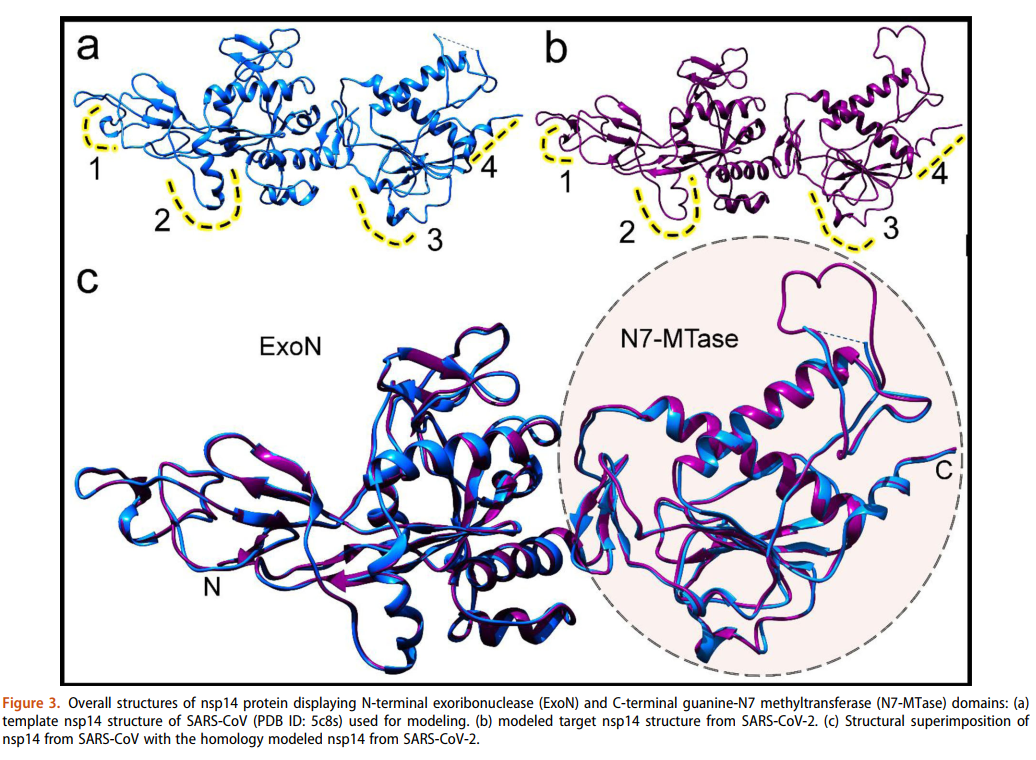 a
b
1
2
3
4
1
2
3
4
c
ExoN
N7-MTase
C
N
Figure 3. Overall structures of nsp14 protein displaying N-terminal exoribonuclease (ExoN) and C-terminal guanine-N7 methyltransferase (N7-MTase) domains: (a)
template nsp14 structure of SARS-CoV (PDB ID: 5c8s) used for modeling. (b) modeled target nsp14 structure from SARS-CoV-2. (c) Structural superimposition of
nsp14 from SARS-CoV with the homology modeled nsp14 from SARS-CoV-2.